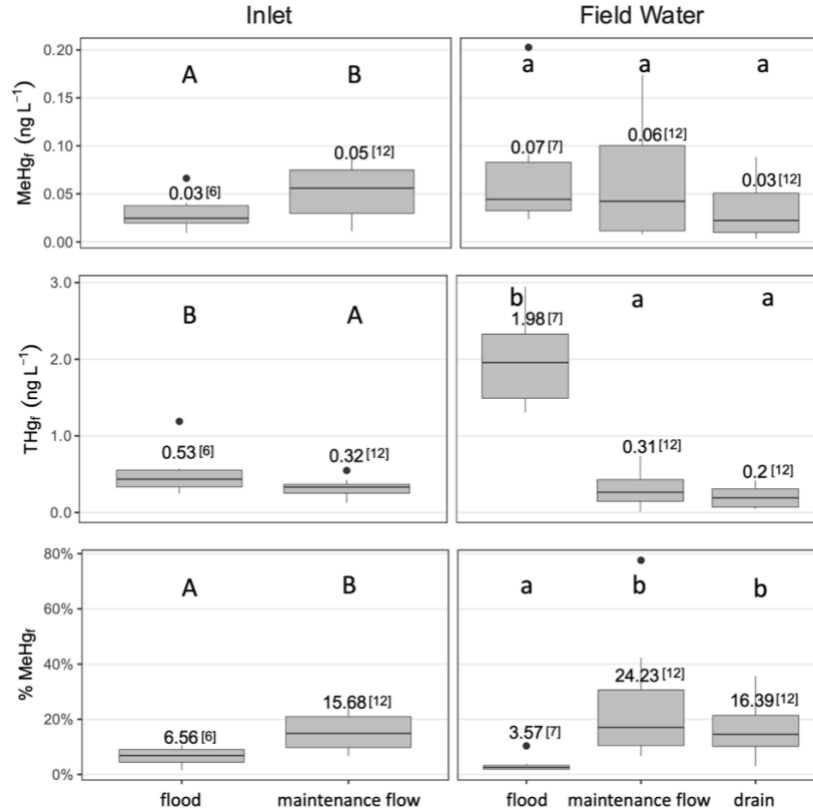 Inlet
Field Water
MeHgf (ng L−1)
0.20
0.15
0.10
0.05
0.00
A
B
0.03[6]
0.05[12]
a
a
a
0.07[7]
0.06[12]
0.03[12]
THgf (ng L−1)
3.0
2.0
1.0
0.0
B
A
0.53[6]
0.32[12]
b
a
a
1.98[7]
0.31[12]
0.2[12]
% MeHgf
80%
60%
40%
20%
0%
A
B
6.56[6]
15.68[12]
a
b
b
3.57[7]
24.23[12]
16.39[12]
flood
maintenance flow
flood
maintenance flow
drain